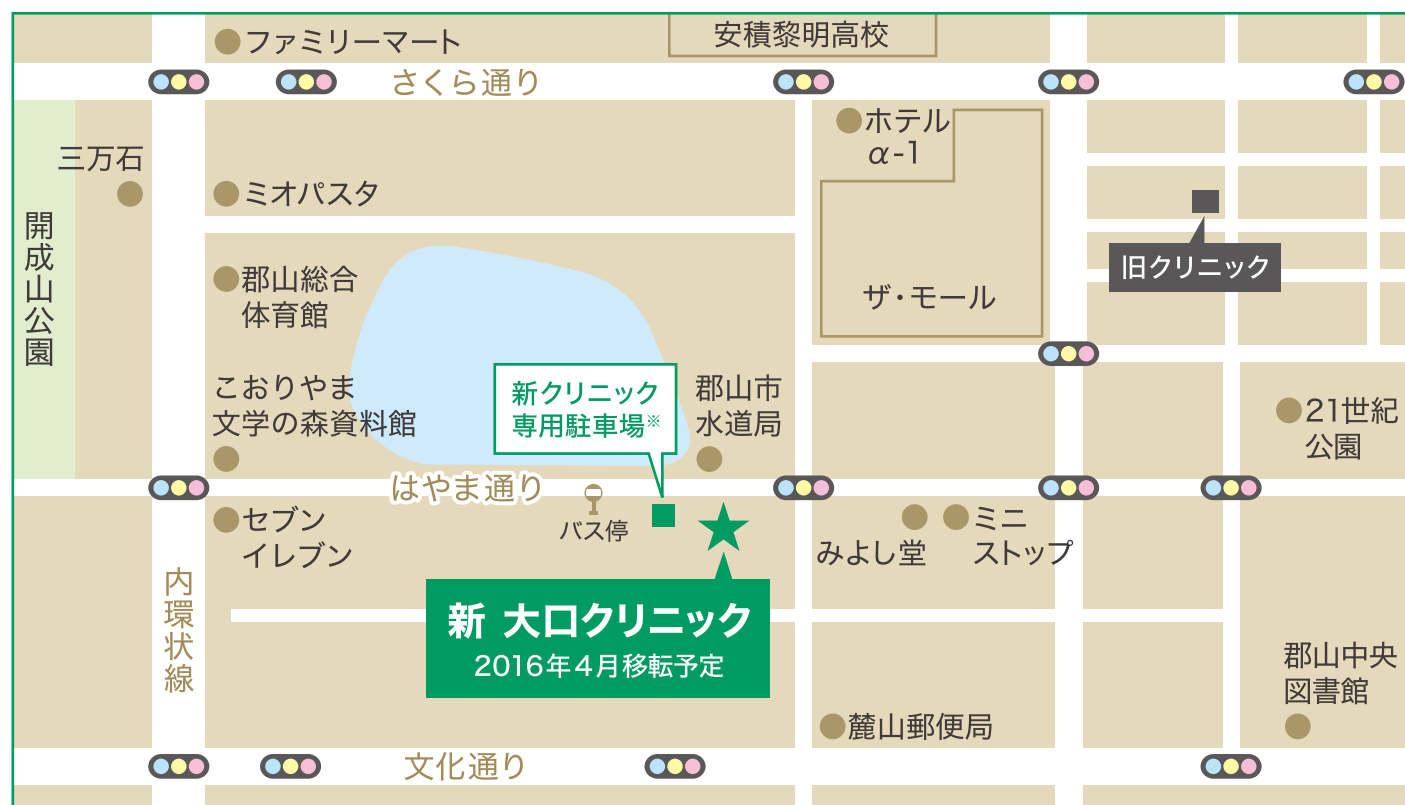 ファミリーマート
安積黎明高校
さくら通り
三万石
ミオパスタ
ホテル
α-1
開成山公園
郡山総合
体育館
ザ・モール
旧クリニック
こおりやま
文学の森資料館
新クリニック
専用駐車場※
郡山市
水道局
21世紀
公園
はやま通り
セブン
イレブン
バス停
みよし堂
ミニ
ストップ
内環状線
新 大口クリニック
2016年4月移転予定
郡山中央
図書館
麓山郵便局
文化通り